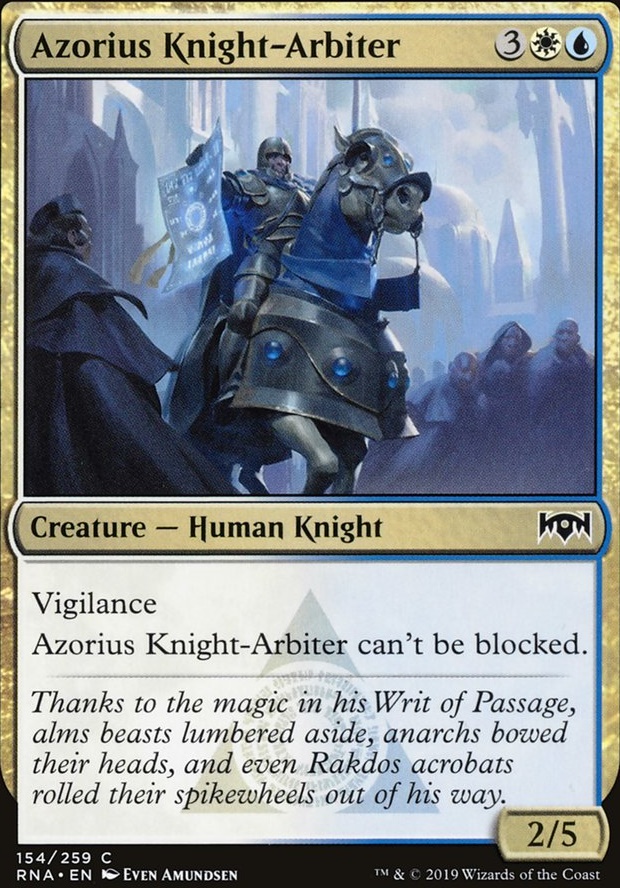 Azorius Knight-Arbiter 3
Creature — Human Knight
Vigilance
Azorius Knight-Arbiter can't be blocked.
Thanks to the magic in his Writ of Passage,
alms beasts lumbered aside, anarchs bowed
their heads, and even Rakdos acrobats
rolled their spikewheels out of his way.
2/5
154/259 C
RNA • EN Even Amundsen
™ & © 2019 Wizards of the Coast